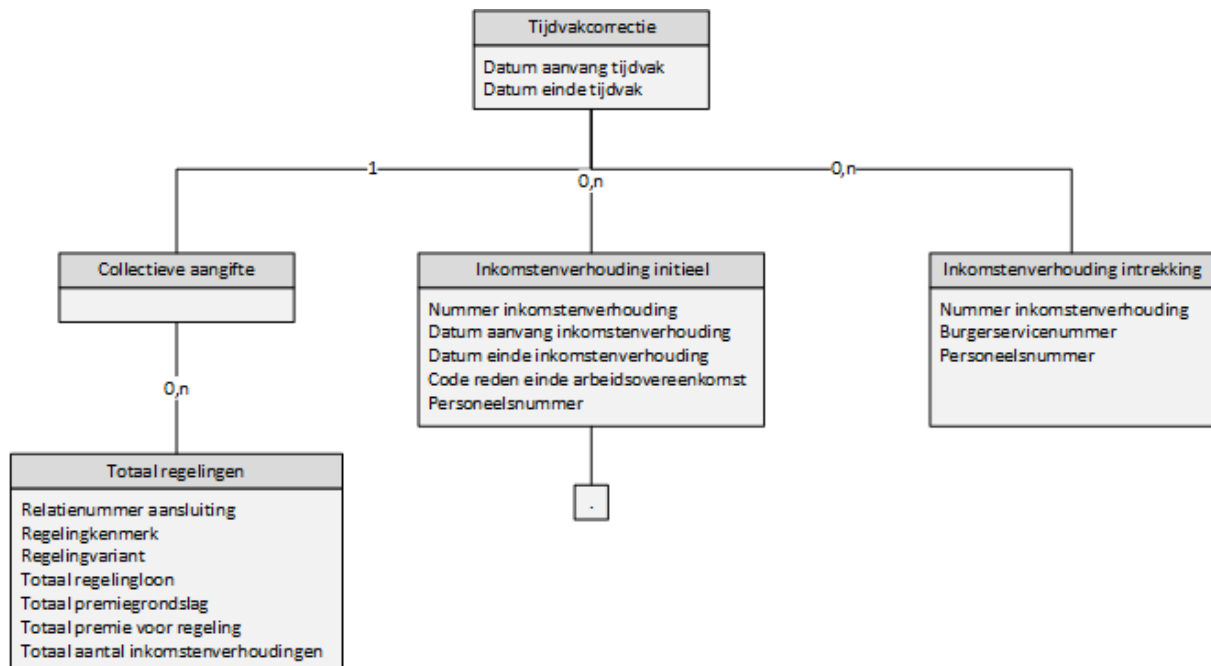 Tijdvakcorrectie
Datum aanvang tijdvak
Datum einde tijdvak
1
0,n
0,n
Collectieve aangifte
Inkomstenverhouding initieel
Nummer inkomstenverhouding
Datum aanvang inkomstenverhouding
Datum einde inkomstenverhouding
Code reden einde arbeidsovereenkomst
Personeelsnummer
.
Inkomstenverhouding intrekking
Nummer inkomstenverhouding
Burgerservicenummer
Personeelsnummer
0,n
Totaal regelingen
Relatienummer aansluiting
Regelingkenmerk
Regelingvariant
Totaal regelingloon
Totaal premiegrondslag
Totaal premie voor regeling
Totaal aantal inkomstenverhoudingen